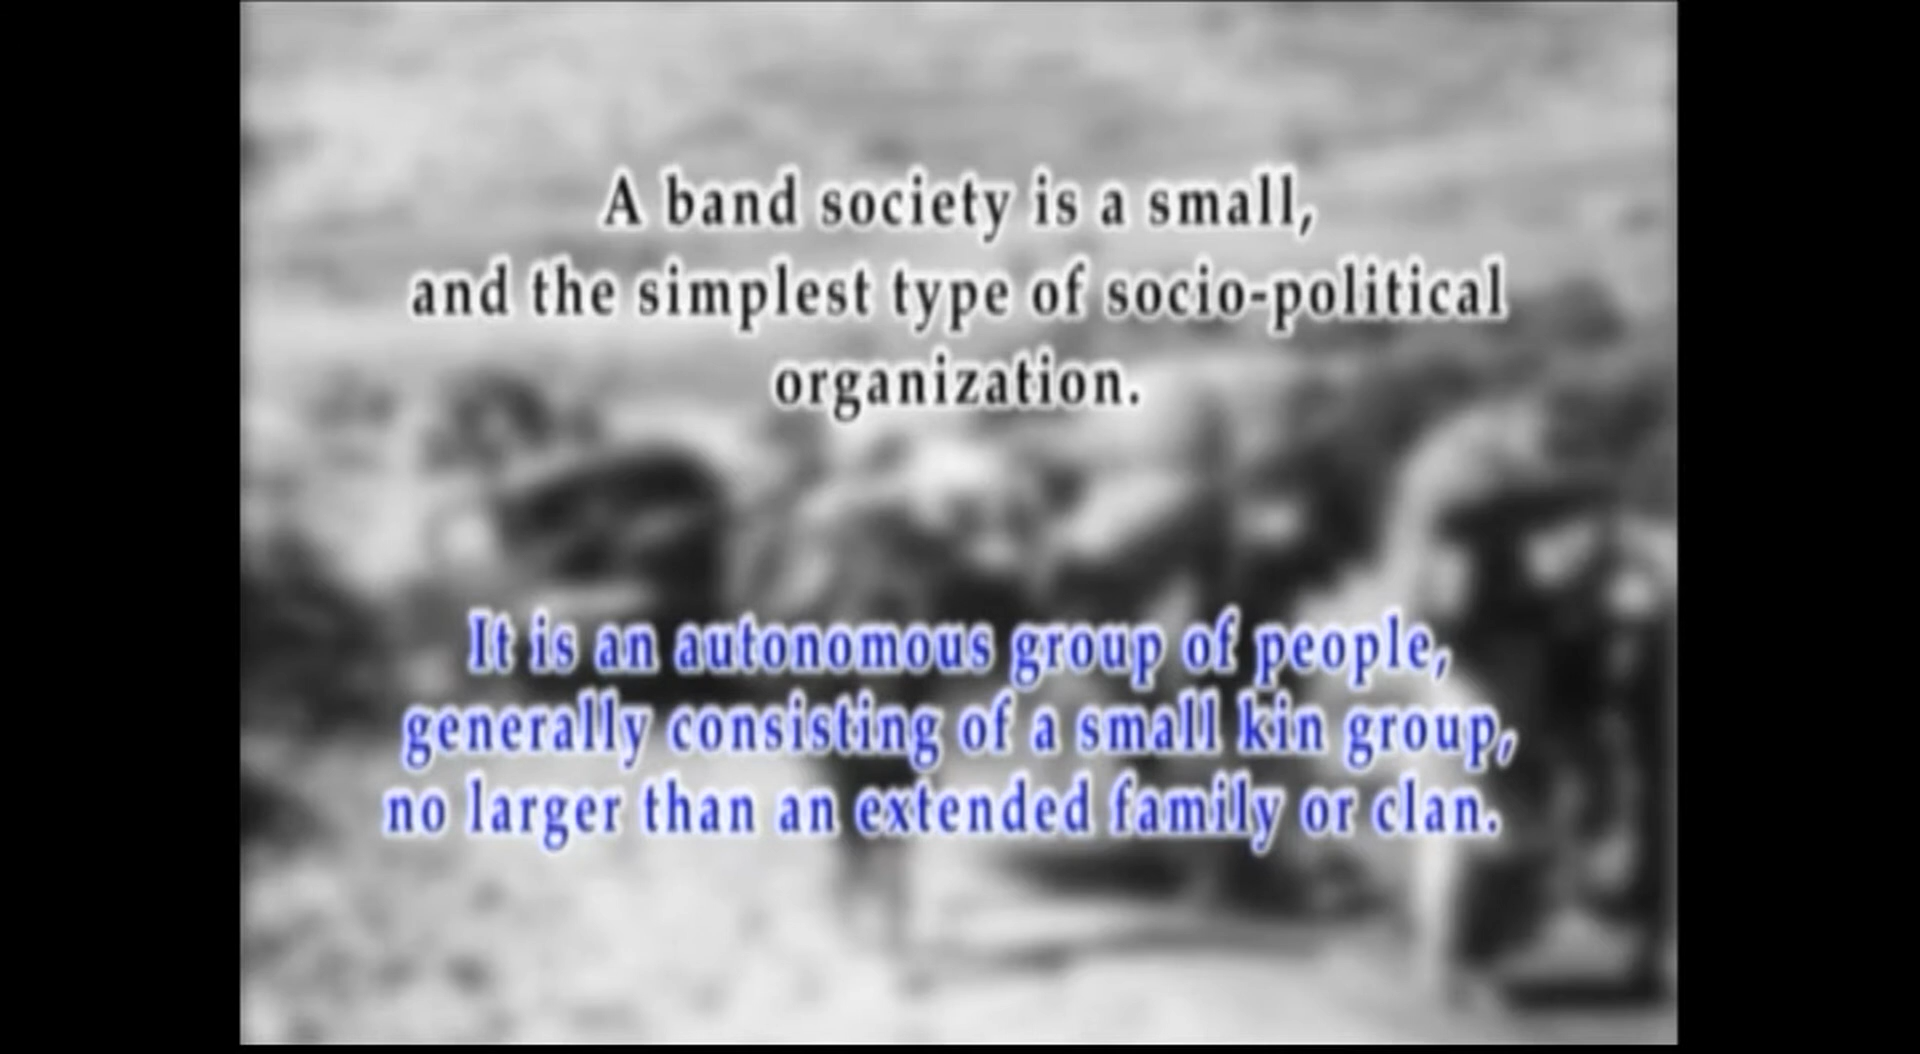 A band society is a small,
and the simplest type of socio-political
organization.
It is an autonomous group of people,
generally consisting of a small kin group,
no larger than an extended family or clan.